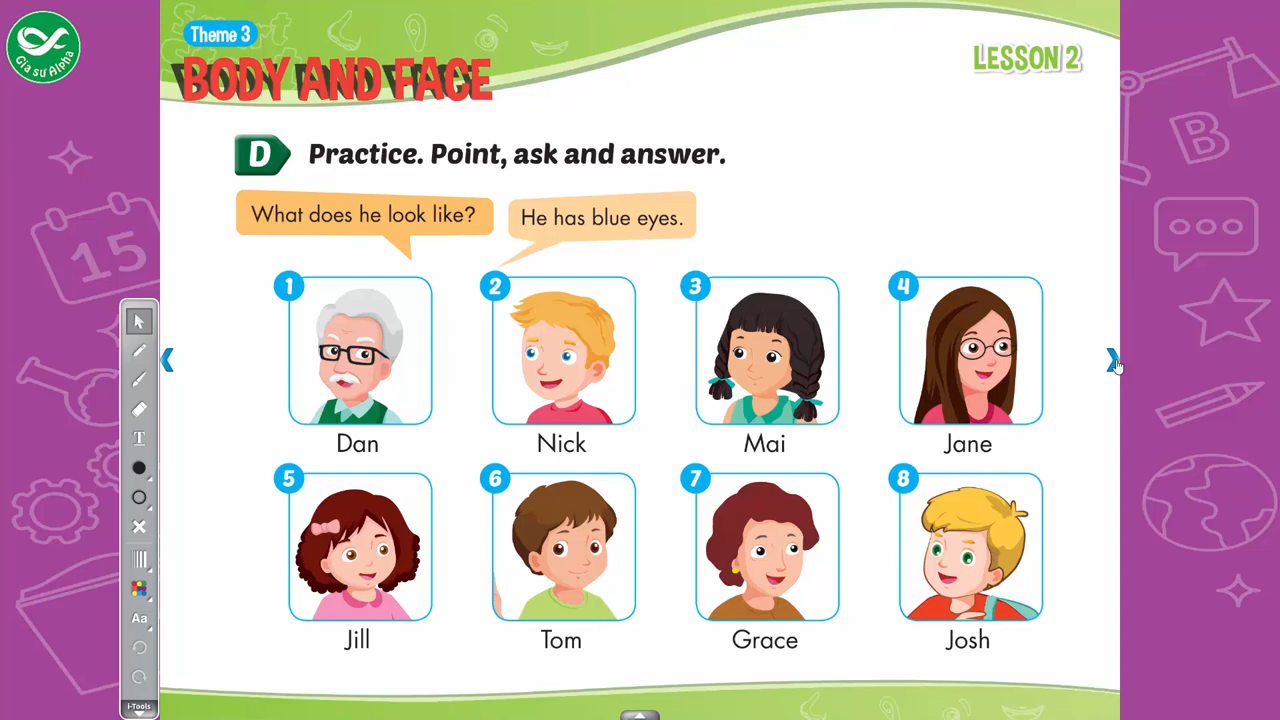 Gia sư Alpha
Theme 3
BODY AND FACE
LESSON 2
D Practice. Point, ask and answer.
What does he look like?
He has blue eyes.
1
2
3
4
Dan
Nick
Mai
Jane
5
6
7
8
Jill
Tom
Grace
Josh
15
B
T
Aa
i-Tools